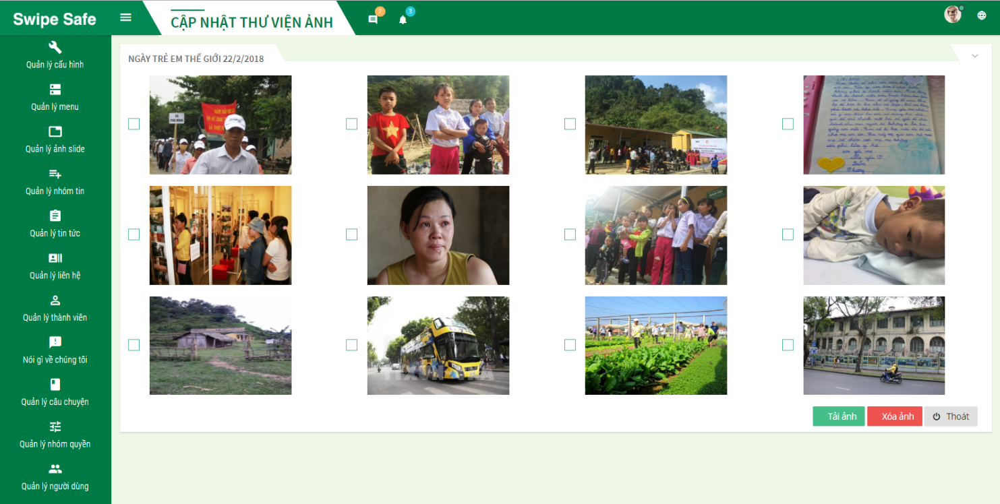 Swipe Safe
CẬP NHẬT THƯ VIỆN ẢNH
7
3
Quản lý cấu hình
Quản lý menu
Quản lý ảnh slide
Quản lý nhóm tin
Quản lý tin tức
Quản lý liên hệ
Quản lý thành viên
Nói gì về chúng tôi
Quản lý câu chuyện
Quản lý nhóm quyền
Quản lý người dùng
NGÀY TRẺ EM THẾ GIỚI 22/2/2018
Tải ảnh
Xóa ảnh
Thoát